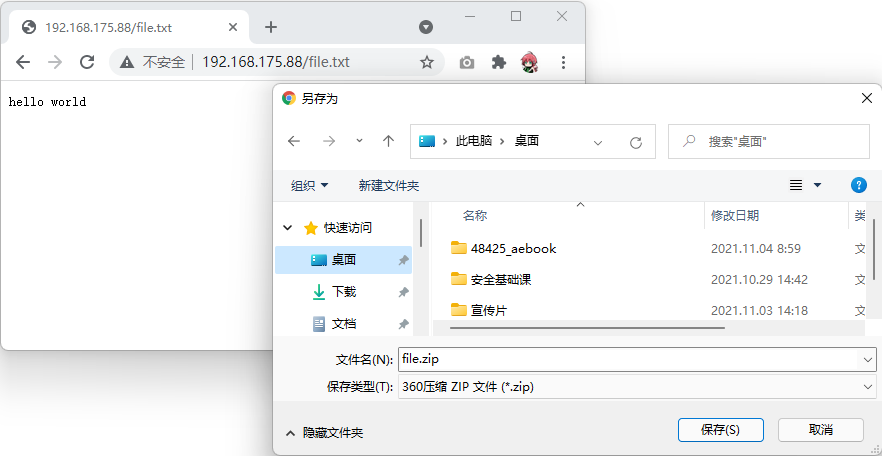 192.168.175.88/file.txt
不安全 192.168.175.88/file.txt
hello world
另存为
此电脑 桌面
搜索"桌面"
组织 新建文件夹
快速访问
桌面
下载
文档
名称 修改日期 类
48425_aebook 2021.11.04 8:59 文
安全基础课 2021.10.29 14:42 文
宣传片 2021.11.03 14:18 文
文件名(N): file.zip
保存类型(T): 360压缩 ZIP 文件 (*.zip)
隐藏文件夹 保存(S) 取消